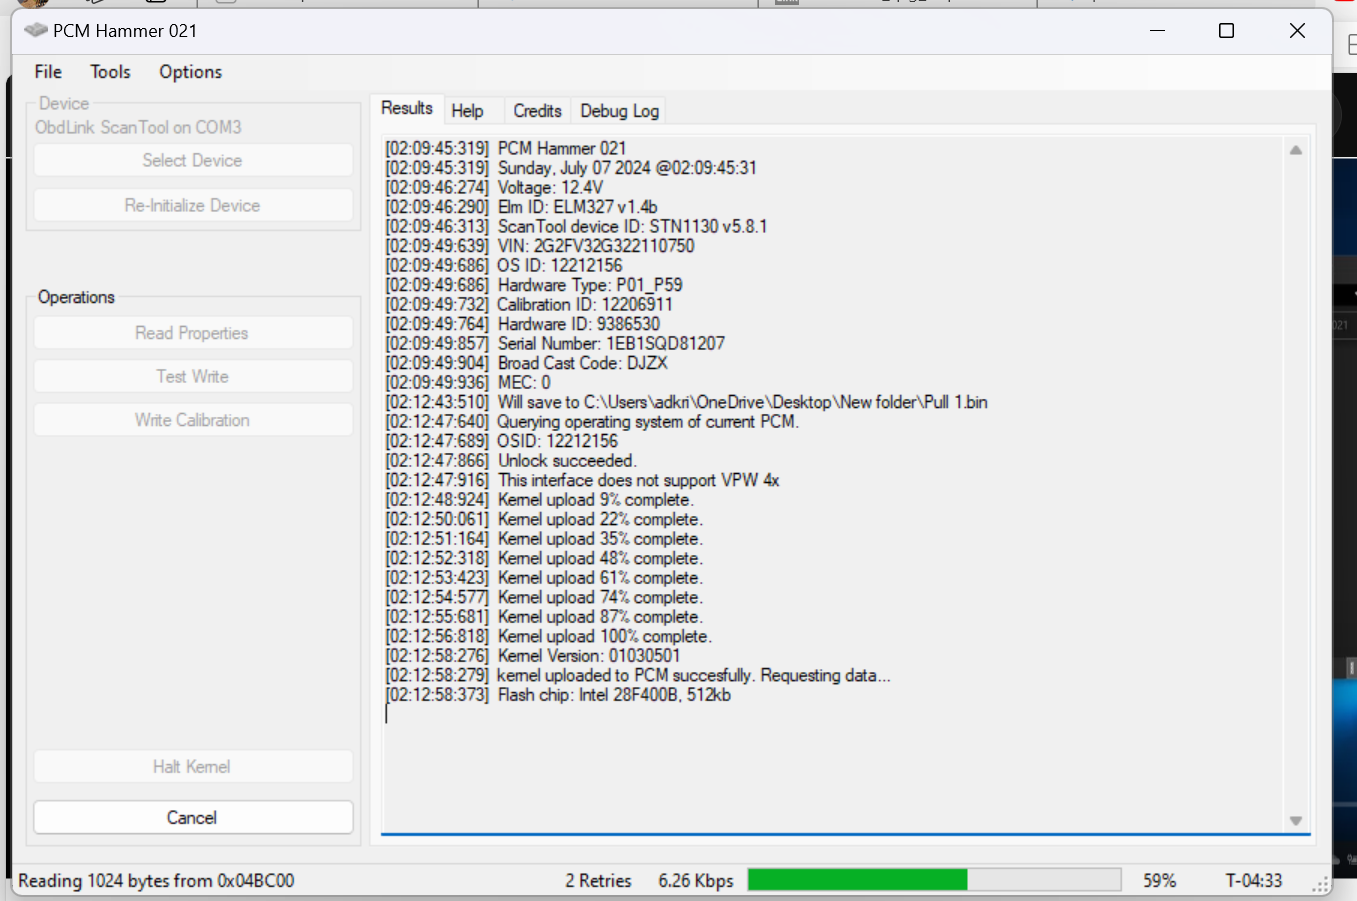 PCM Hammer 021
File Tools Options
Device
ObdLink ScanTool on COM3
Select Device
Re-Initialize Device
Operations
Read Properties
Test Write
Write Calibration
Halt Kernel
Cancel
Results Help Credits Debug Log
[02:09:45:319] PCM Hammer 021
[02:09:45:319] Sunday, July 07 2024 @02:09:45:31
[02:09:46:274] Voltage: 12.4V
[02:09:46:290] Elm ID: ELM327 v1.4b
[02:09:46:313] ScanTool device ID: STN1130 v5.8.1
[02:09:49:639] VIN: 2G2FV32G322110750
[02:09:49:686] OS ID: 12212156
[02:09:49:686] Hardware Type: P01_P59
[02:09:49:732] Calibration ID: 12206911
[02:09:49:764] Hardware ID: 9386530
[02:09:49:857] Serial Number: 1EB1SQD81207
[02:09:49:904] Broad Cast Code: DJZX
[02:09:49:936] MEC: 0
[02:12:43:510] Will save to C:\Users\adkri\OneDrive\Desktop\New folder\Pull 1.bin
[02:12:47:640] Querying operating system of current PCM.
[02:12:47:689] OSID: 12212156
[02:12:47:866] Unlock succeeded.
[02:12:47:916] This interface does not support VPW 4x
[02:12:48:924] Kernel upload 9% complete.
[02:12:50:061] Kernel upload 22% complete.
[02:12:51:164] Kernel upload 35% complete.
[02:12:52:318] Kernel upload 48% complete.
[02:12:53:423] Kernel upload 61% complete.
[02:12:54:577] Kernel upload 74% complete.
[02:12:55:681] Kernel upload 87% complete.
[02:12:56:818] Kernel upload 100% complete.
[02:12:58:276] Kernel Version: 01030501
[02:12:58:279] kernel uploaded to PCM succesfully. Requesting data...
[02:12:58:373] Flash chip: Intel 28F400B, 512kb
Reading 1024 bytes from 0x04BC00 2 Retries 6.26 Kbps 59% T-04:33
021